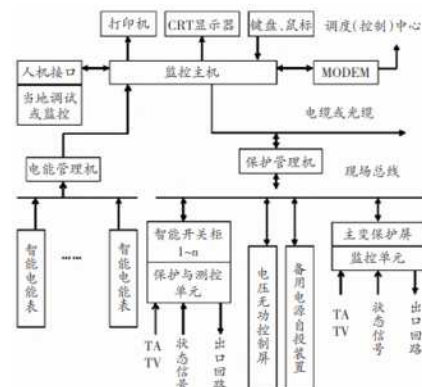 打印机
CRT显示器
键盘、鼠标
调度(控制)中心
人机接口
当地调试
或监控
监控主机
MODEM
电缆或光缆
电能管理机
保护管理机
现场总线
智能电能表
……
智能电能表
智能开关柜
1~n
保护与测控
单元
电压无功控制屏
备用电源自投装置
主变保护屏
监控单元
TA
TV
状态信号
出口回路
TA
TV
状态信号
出口回路